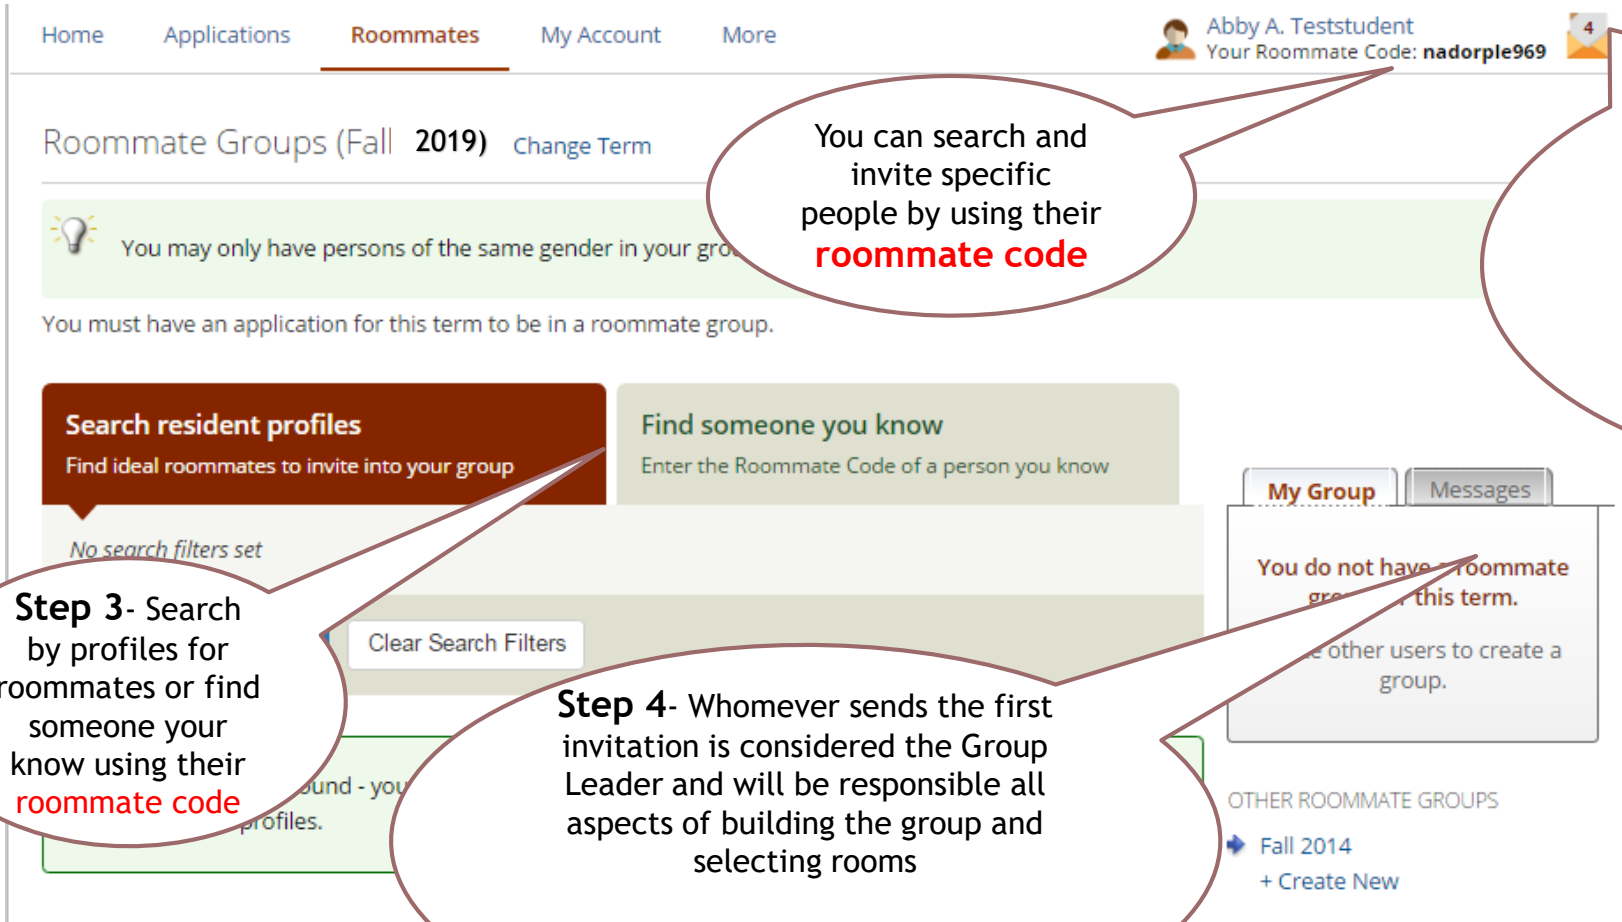 Home Applications Roommates My Account More
Abby A. Teststudent
Your Roommate Code: nadorple969
4
Roommate Groups (Fall 2019) Change Term
You can search and
invite specific
people by using their
roommate code
You may only have persons of the same gender in your
You must have an application for this term to be in a roommate group.
Search resident profiles
Find ideal roommates to invite into your group
Find someone you know
Enter the Roommate Code of a person you know
No search filters set
Clear Search Filters
My Group Messages
You do not have a roommate
this term.
other users to create a
group.
Step 3- Search
by profiles for
roommates or find
someone your
know using their
roommate code
- you
profiles.
Step 4- Whomever sends the first
invitation is considered the Group
Leader and will be responsible all
aspects of building the group and
selecting rooms
OTHER ROOMMATE GROUPS
Fall 2014
+ Create New